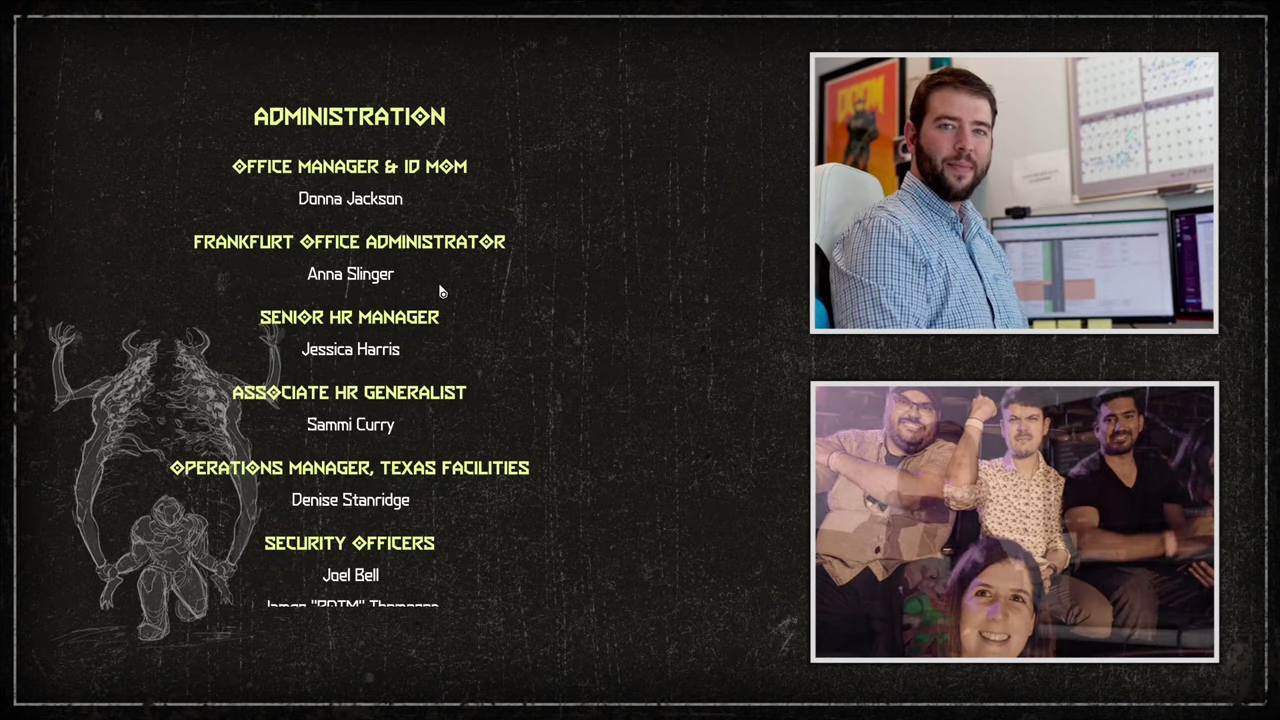 ADMINISTRATION
OFFICE MANAGER & ID MOM
Donna Jackson
FRANKFURT OFFICE ADMINISTRATOR
Anna Slinger
SENIOR HR MANAGER
Jessica Harris
ASSOCIATE HR GENERALIST
Sammi Curry
OPERATIONS MANAGER, TEXAS FACILITIES
Denise Stanridge
SECURITY OFFICERS
Joel Bell
DOOM